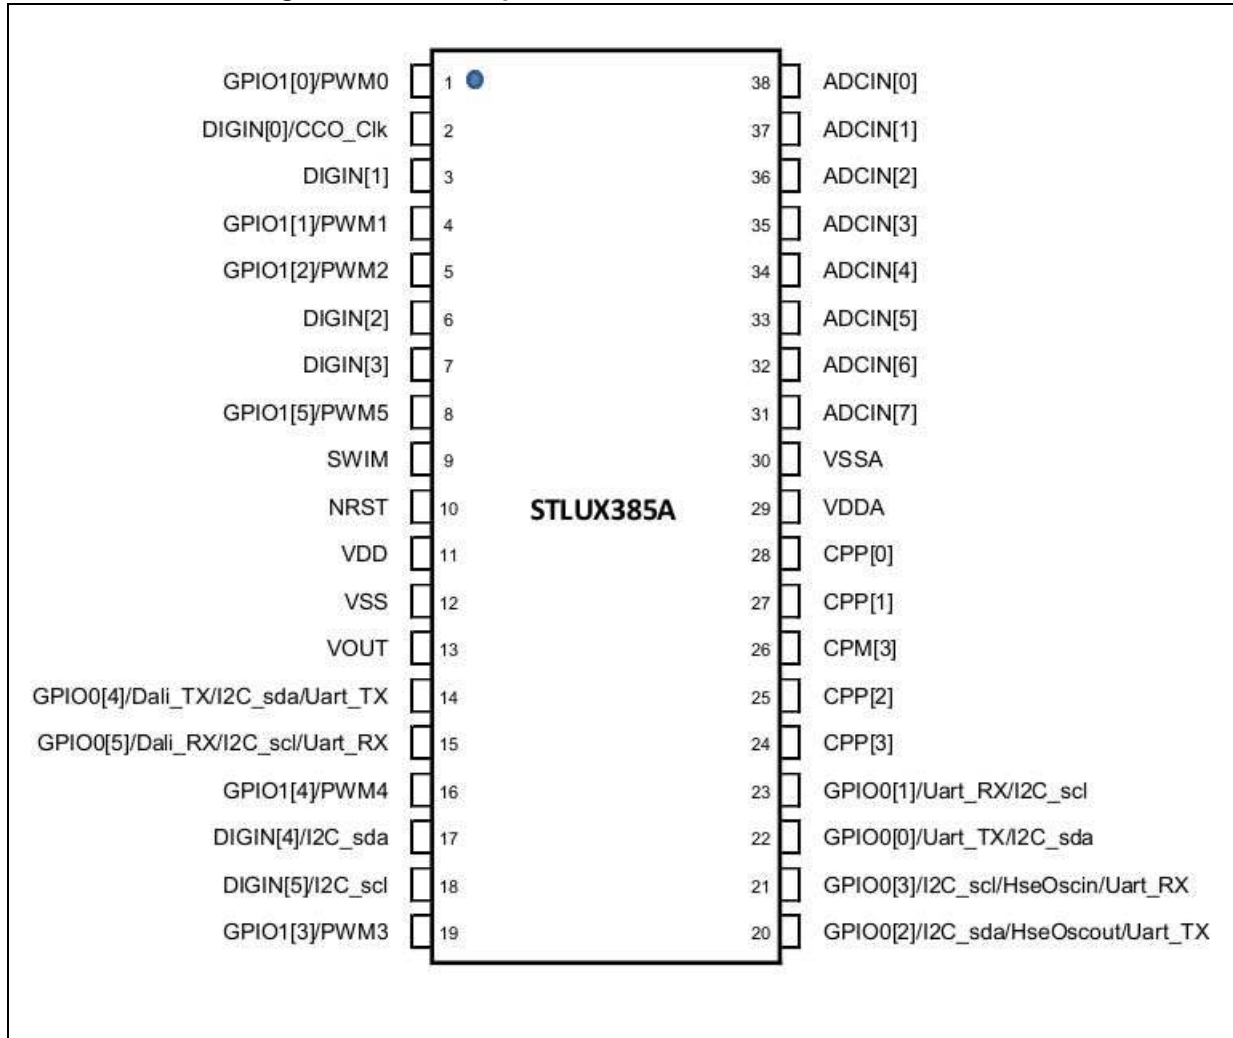 GPIO1[0]/PWM0 1 38 ADCIN[0]
DIGIN[0]/CCO_Clk 2 37 ADCIN[1]
DIGIN[1] 3 36 ADCIN[2]
GPIO1[1]/PWM1 4 35 ADCIN[3]
GPIO1[2]/PWM2 5 34 ADCIN[4]
DIGIN[2] 6 33 ADCIN[5]
DIGIN[3] 7 32 ADCIN[6]
GPIO1[5]/PWM5 8 31 ADCIN[7]
SWIM 9 30 VSSA
NRST 10 STLUX385A 29 VDDA
VDD 11 28 CPP[0]
VSS 12 27 CPP[1]
VOUT 13 26 CPM[3]
GPIO0[4]/Dali_TX/I2C_sda/Uart_TX 14 25 CPP[2]
GPIO0[5]/Dali_RX/I2C_scl/Uart_RX 15 24 CPP[3]
GPIO1[4]/PWM4 16 23 GPIO0[1]/Uart_RX/I2C_scl
DIGIN[4]/I2C_sda 17 22 GPIO0[0]/Uart_TX/I2C_sda
DIGIN[5]/I2C_scl 18 21 GPIO0[3]/I2C_scl/HseOscin/Uart_RX
GPIO1[3]/PWM3 19 20 GPIO0[2]/I2C_sda/HseOscout/Uart_TX